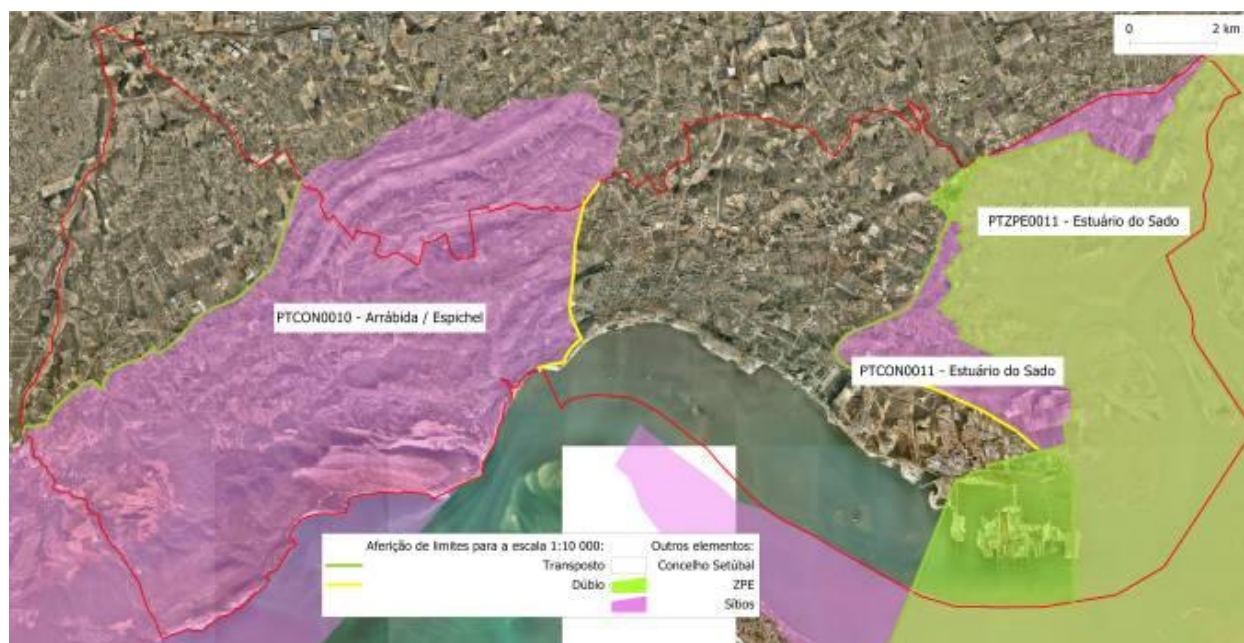 0 2 km
PTZPE0011 - Estuário do Sado
PTCON0010 - Arrábida / Espichel
PTCON0011 - Estuário do Sado
Aferição de limites para a escala 1:10 000:
Transposto
Dúbio
Outros elementos:
Concelho Setúbal
ZPE
Sítios